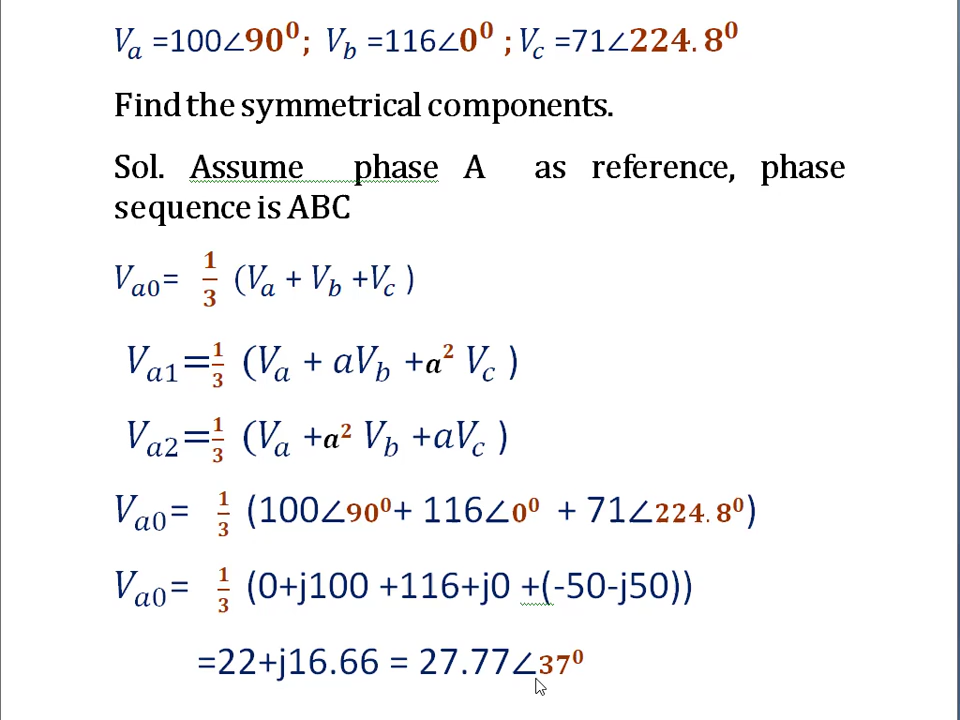 Va =100∠90⁰; Vb =116∠0⁰ ; Vc =71∠224.8⁰
Find the symmetrical components.
Sol. Assume phase A as reference, phase
sequence is ABC
Va0= 1/3 (Va + Vb +Vc )
Va1=1/3 (Va + aVb +a² Vc )
Va2=1/3 (Va +a² Vb +aVc )
Va0= 1/3 (100∠90⁰+ 116∠0⁰ + 71∠224.8⁰)
Va0= 1/3 (0+j100 +116+j0 +(-50-j50))
=22+j16.66 = 27.77∠37⁰